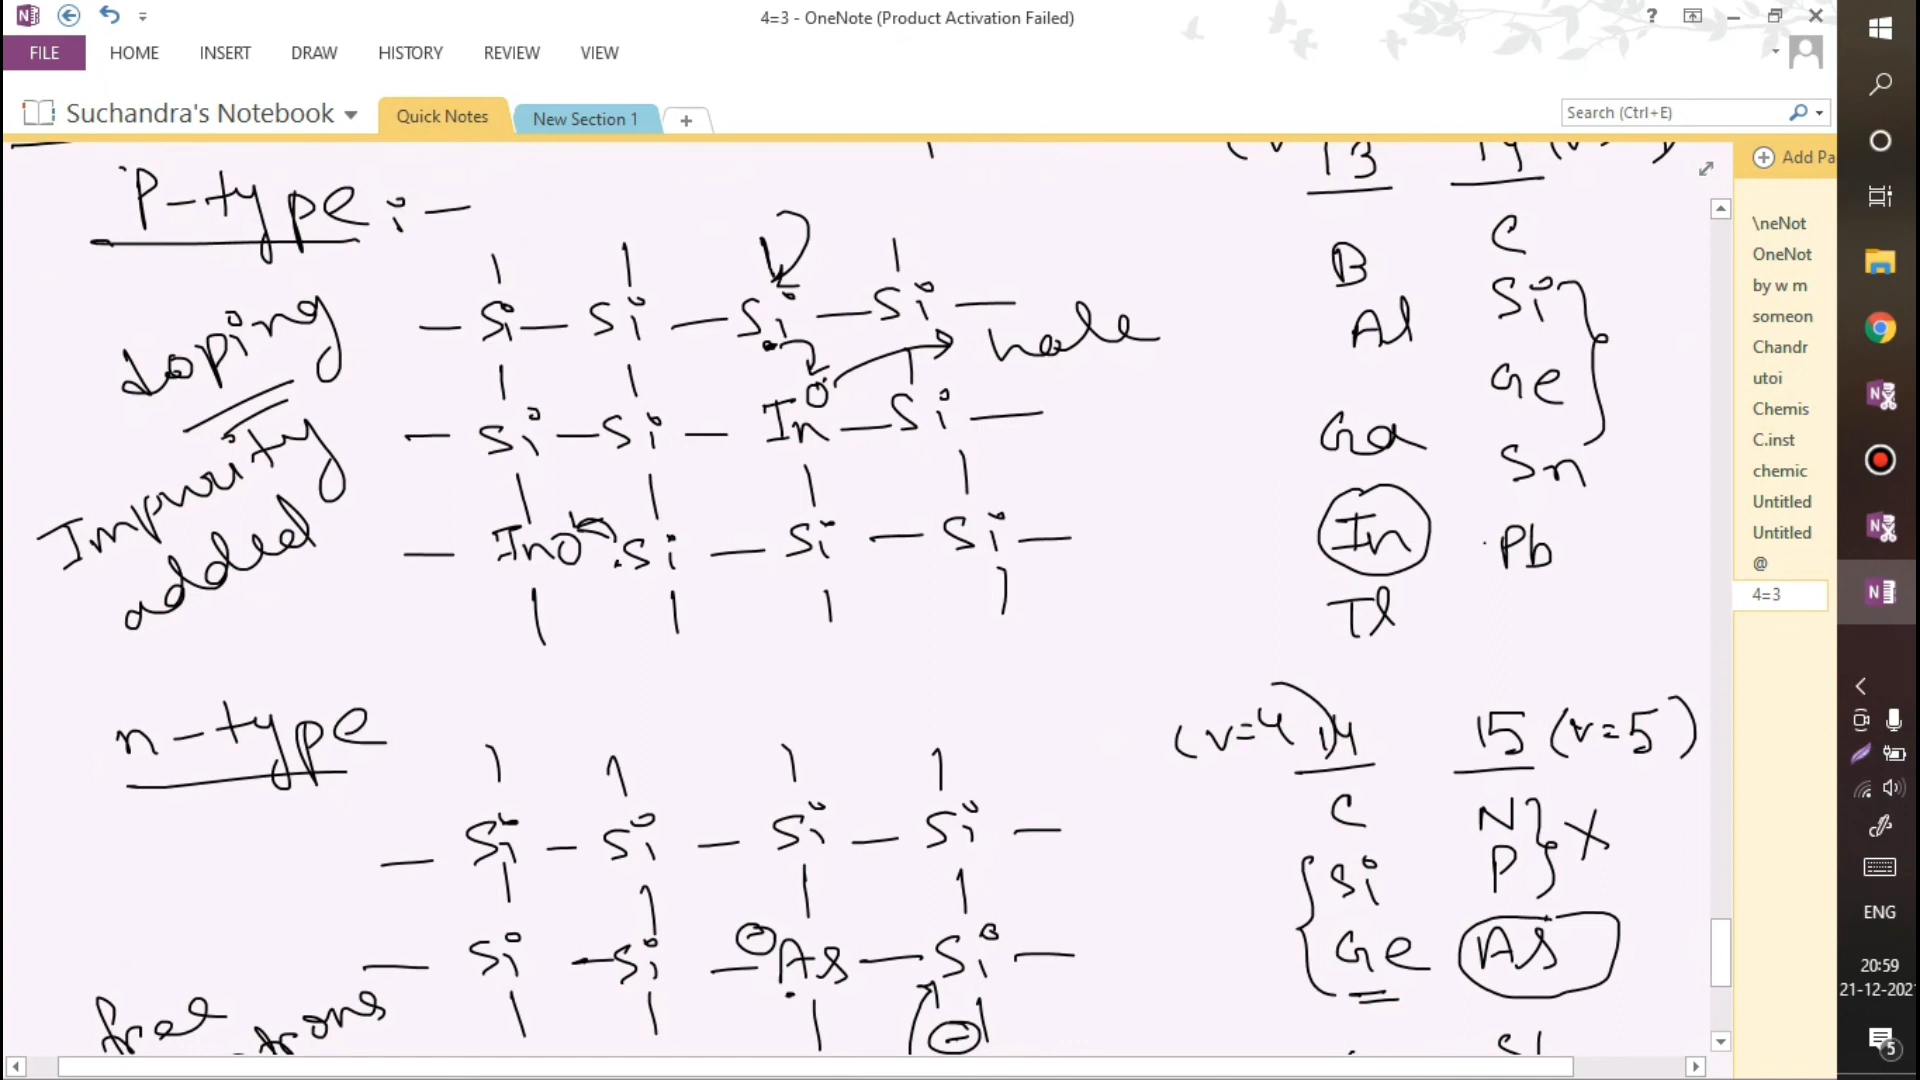 4=3 - OneNote (Product Activation Failed)
FILE HOME INSERT DRAW HISTORY REVIEW VIEW
Suchandra's Notebook Quick Notes New Section 1 +
Search (Ctrl+E)
Add Pa
\neNot
OneNot
by w m
someon
Chandr
utoi
Chemis
C.inst
chemic
Untitled
Untitled
@
4=3
P-type :-
doping
Impurity
added
— Si — Si — Si — Si —
hole
— Si — Si — In — Si —
— In Si — Si — Si —
13 14
B C
Al Si
Ga Ge
In Sn
Tl Pb
n-type
— Si — Si — Si — Si —
— Si — Si — As — Si —
free
trons
(v=4) 14 15 (v=5)
C N
Si P X
Ge As
ENG
20:59
21-12-202
5